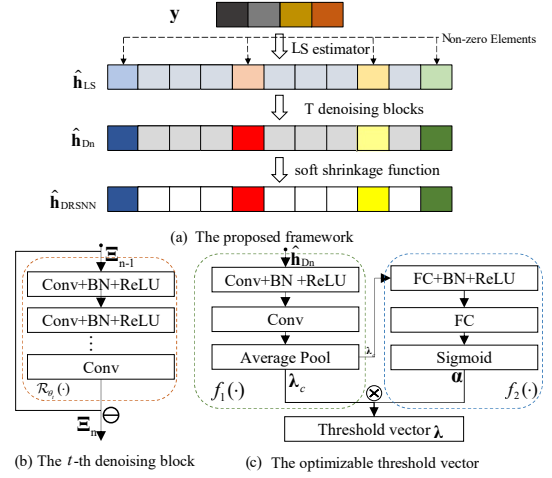 y
LS estimator
Non-zero Elements
ĥLS
T denoising blocks
ĥDn
soft shrinkage function
ĥDRSNN
(a) The proposed framework
Ξn-1
Conv+BN+ReLU
Conv+BN+ReLU
⋮
Conv
Rθt(·)
Ξn
(b) The t-th denoising block
ĥDn
Conv+BN +ReLU
Conv
Average Pool
λ
λc
f1(·)
FC+BN+ReLU
FC
Sigmoid
α
f2(·)
Threshold vector λ
(c) The optimizable threshold vector